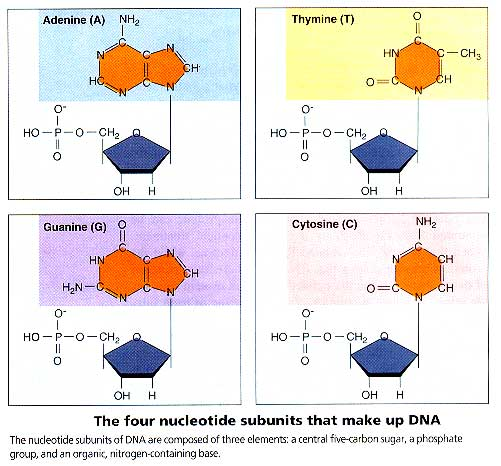 Adenine (A)
NH₂
C
N
C
N
HC
C
CH
N
N
O⁻
HO
P
O
CH₂
O
O
OH
H
Thymine (T)
O
C
HN
C
CH₃
O
C
CH
N
O⁻
HO
P
O
CH₂
O
O
OH
H
Guanine (G)
O
C
N
HN
C
CH
H₂N
C
C
N
N
O⁻
HO
P
O
CH₂
O
O
OH
H
Cytosine (C)
NH₂
C
N
CH
O
C
CH
N
O⁻
HO
P
O
CH₂
O
O
OH
H
The four nucleotide subunits that make up DNA
The nucleotide subunits of DNA are composed of three elements: a central five-carbon sugar, a phosphate
group, and an organic, nitrogen-containing base.